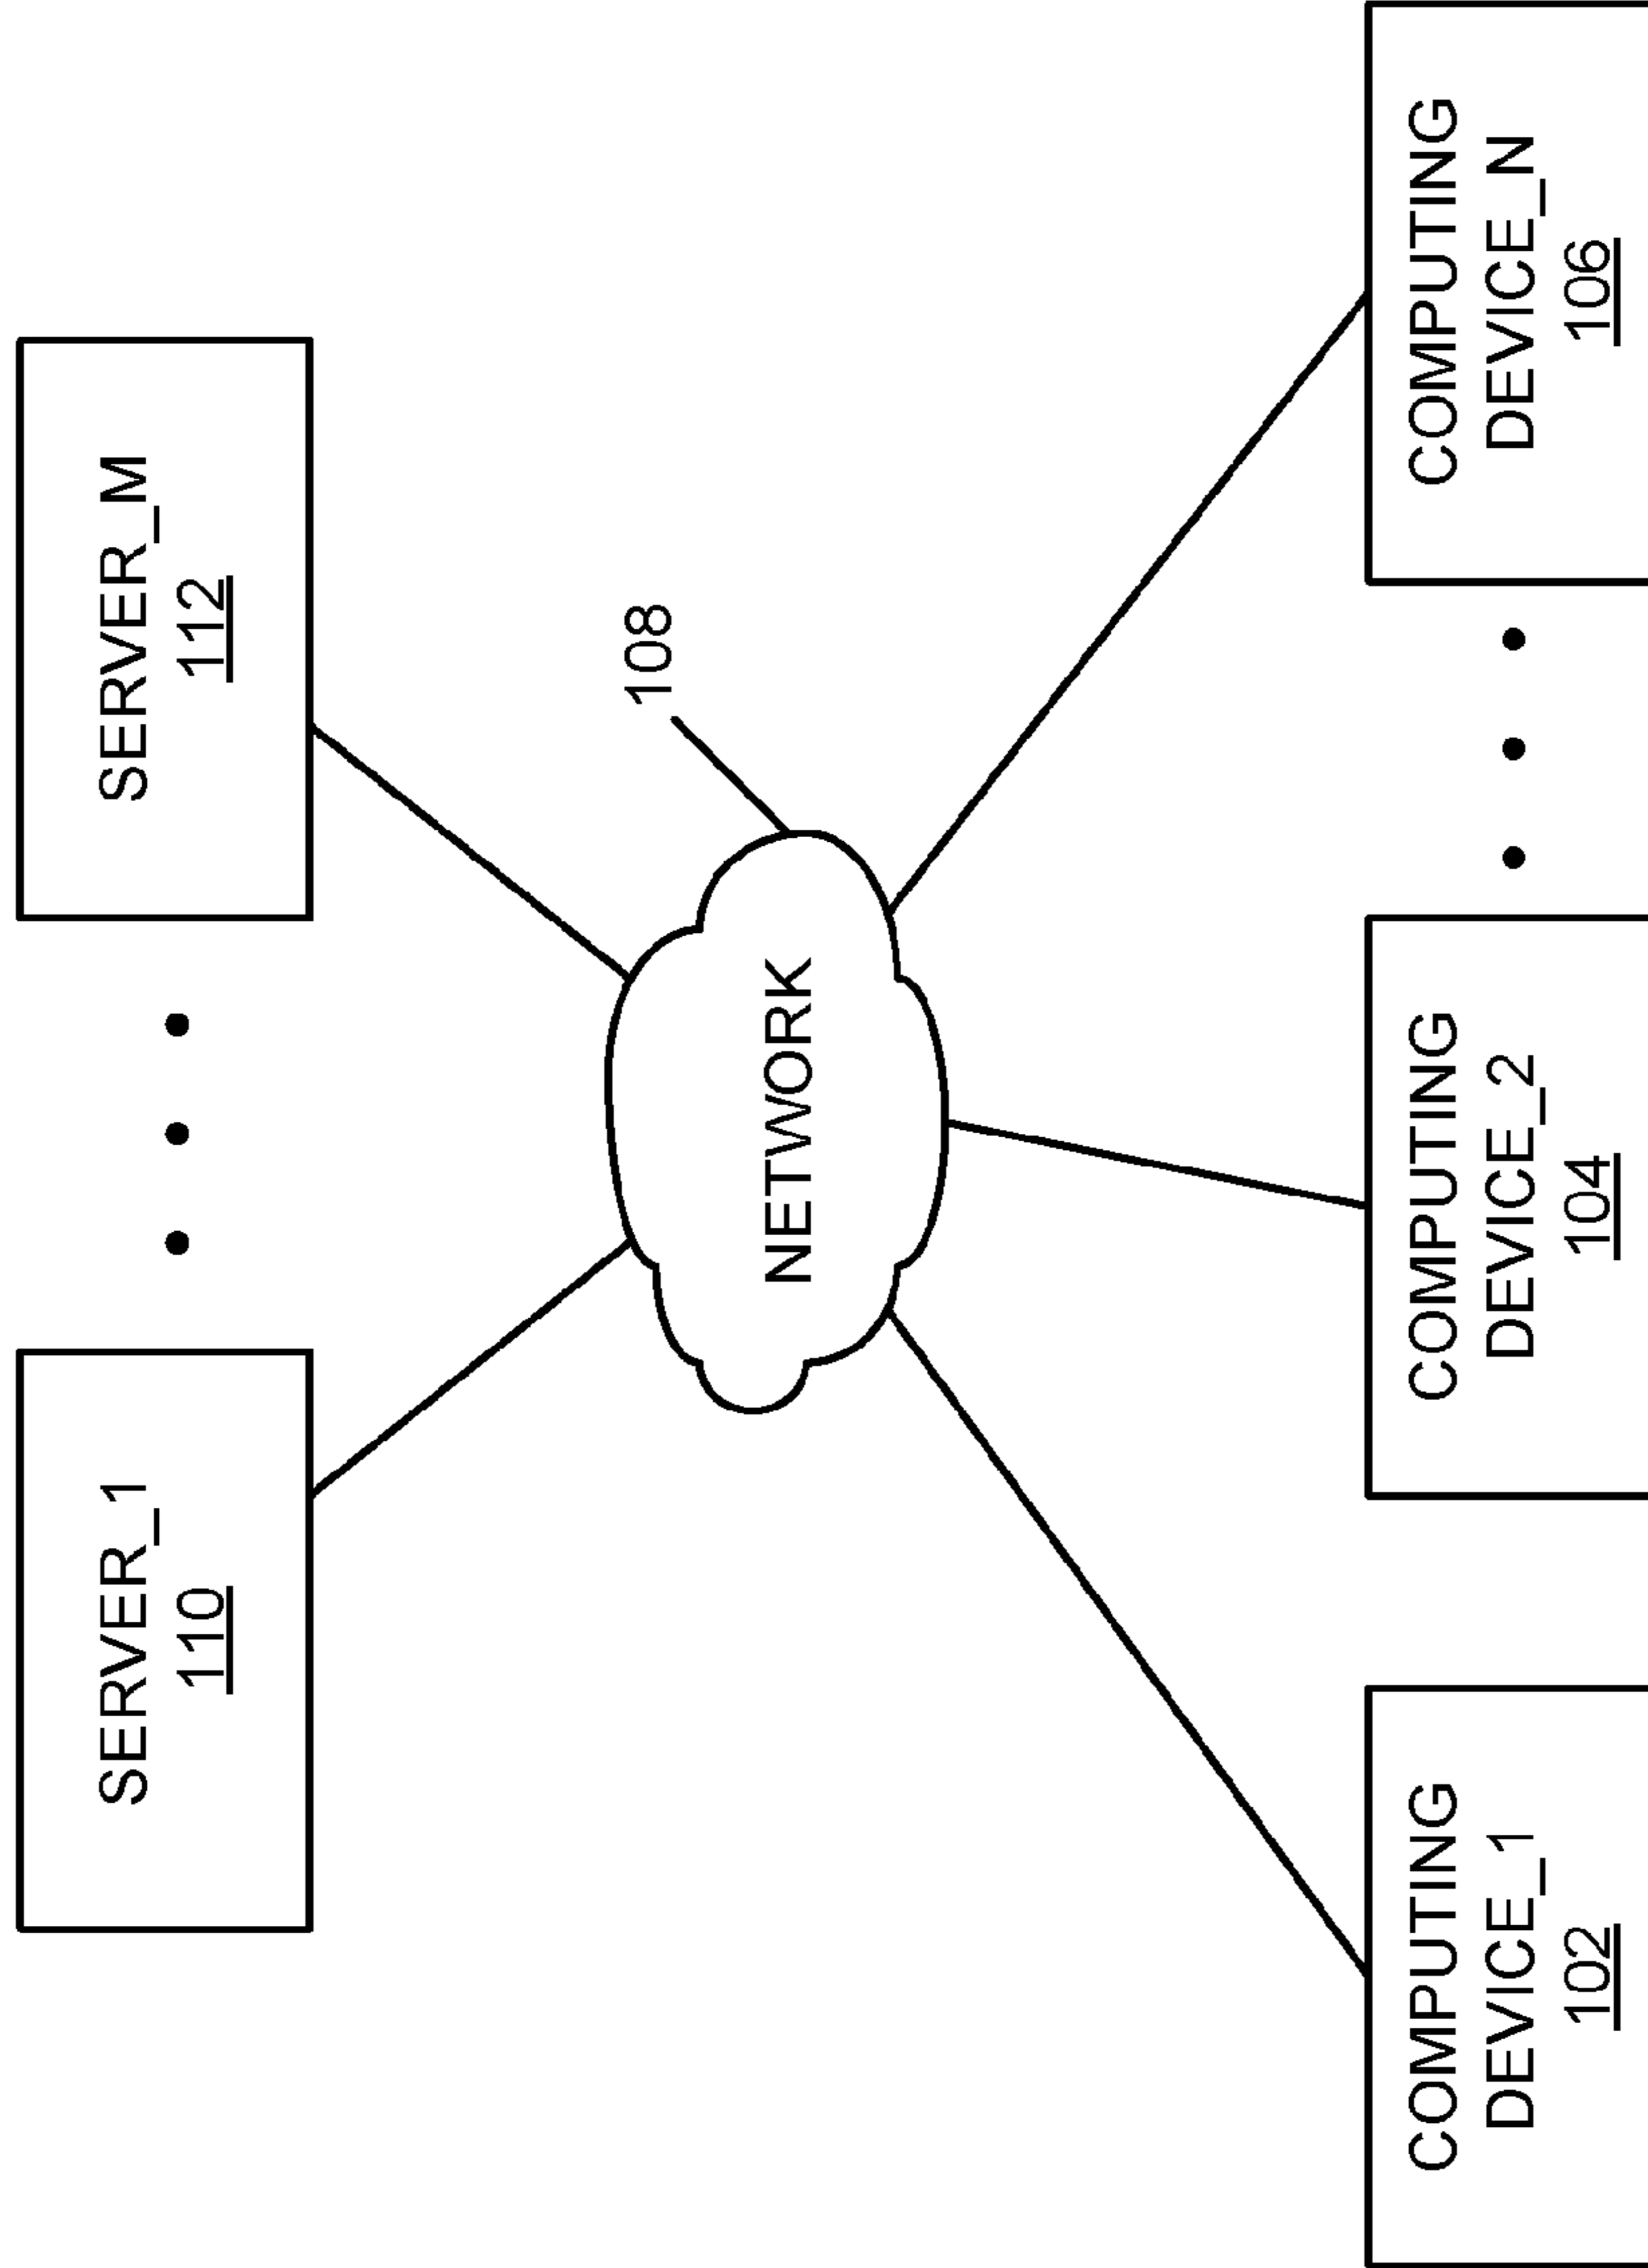 SERVER_1
110
SERVER_M
112
108
NETWORK
COMPUTING
DEVICE_1
102
COMPUTING
DEVICE_2
104
COMPUTING
DEVICE_N
106